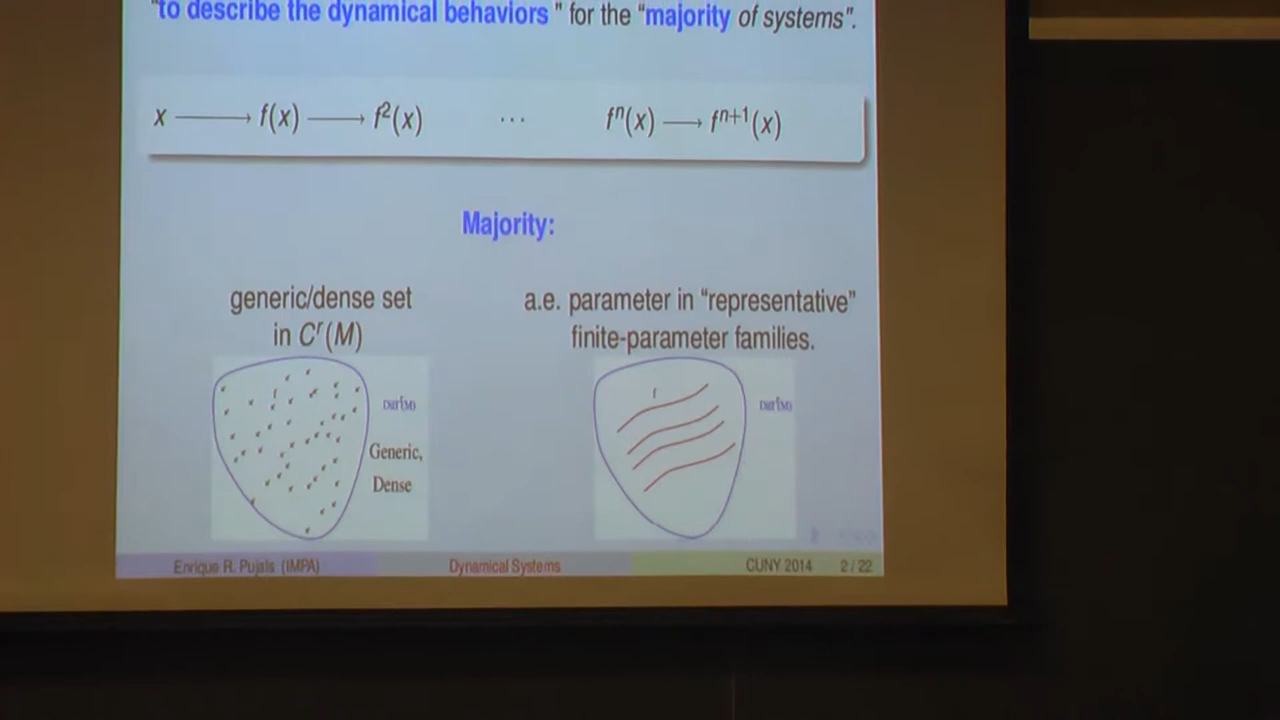 "to describe the dynamical behaviors " for the "majority of systems".
x ⟶ f(x) ⟶ f²(x) ⋯ fⁿ(x) ⟶ fⁿ⁺¹(x)
Majority:
generic/dense set
in Cʳ(M)
a.e. parameter in "representative"
finite-parameter families.
Generic,
Dense
f
Enrique R. Pujals (IMPA) Dynamical Systems CUNY 2014 2 / 22